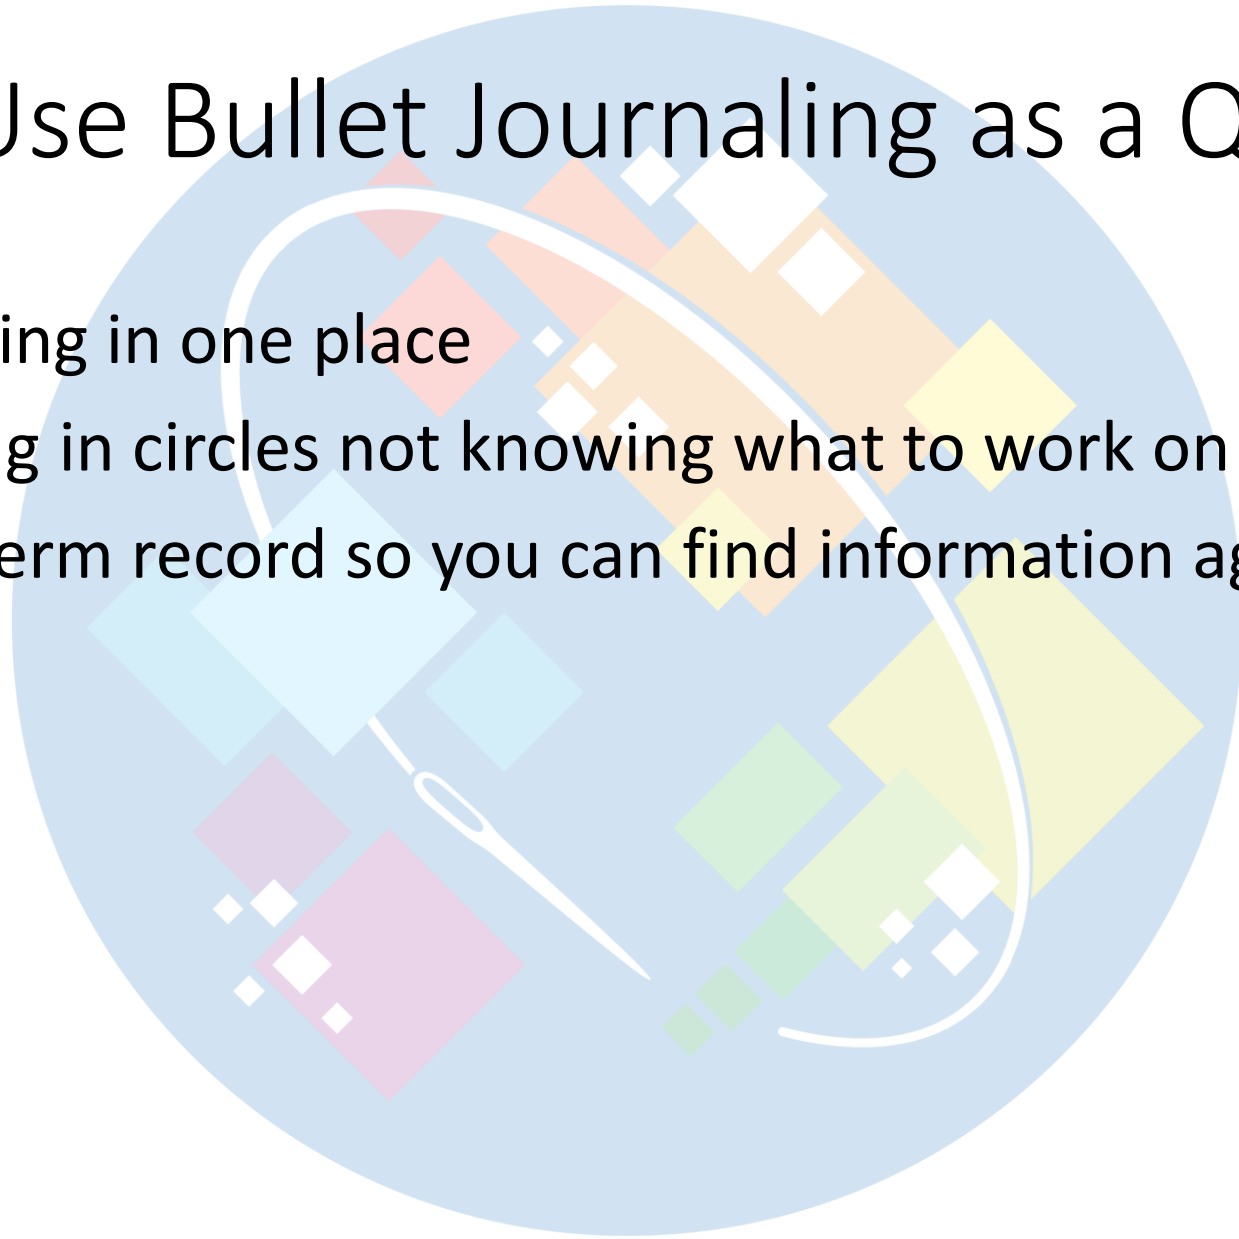 Use Bullet Journaling as a Q
ing in one place
g in circles not knowing what to work on
erm record so you can find information ag